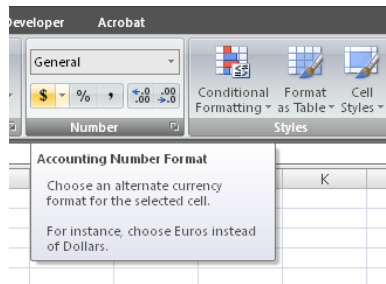 Developer Acrobat
General
$ % , .0 .00 .00 .0
Conditional Formatting Format as Table Cell Styles
Number Styles
Accounting Number Format
Choose an alternate currency
format for the selected cell.
For instance, choose Euros instead
of Dollars.
K